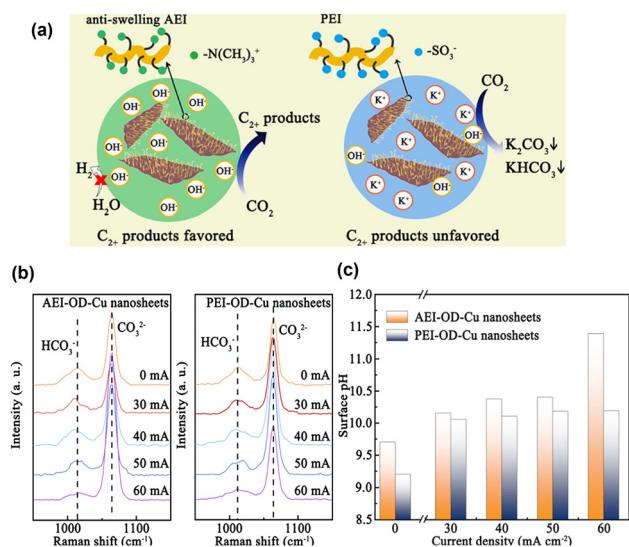 (a)
anti-swelling AEI
-N(CH₃)₃⁺
OH⁻
OH⁻
OH⁻
OH⁻
OH⁻
OH⁻
OH⁻
OH⁻
OH⁻
OH⁻
C₂₊ products
H₂
H₂O
CO₂
C₂₊ products favored
PEI
-SO₃⁻
K⁺
K⁺
K⁺
K⁺
K⁺
K⁺
K⁺
K⁺
OH⁻
OH⁻
OH⁻
CO₂
K₂CO₃↓
KHCO₃↓
C₂₊ products unfavored
(b)
AEI-OD-Cu nanosheets
HCO₃⁻
CO₃²⁻
0 mA
30 mA
40 mA
50 mA
60 mA
Intensity (a. u.)
1000 1100
Raman shift (cm⁻¹)
PEI-OD-Cu nanosheets
HCO₃⁻
CO₃²⁻
0 mA
30 mA
40 mA
50 mA
60 mA
Intensity (a. u.)
1000 1100
Raman shift (cm⁻¹)
(c)
AEI-OD-Cu nanosheets
PEI-OD-Cu nanosheets
Surface pH
12.0
11.5
11.0
10.5
10.0
9.5
9.0
8.5
0 30 40 50 60
Current density (mA cm⁻²)